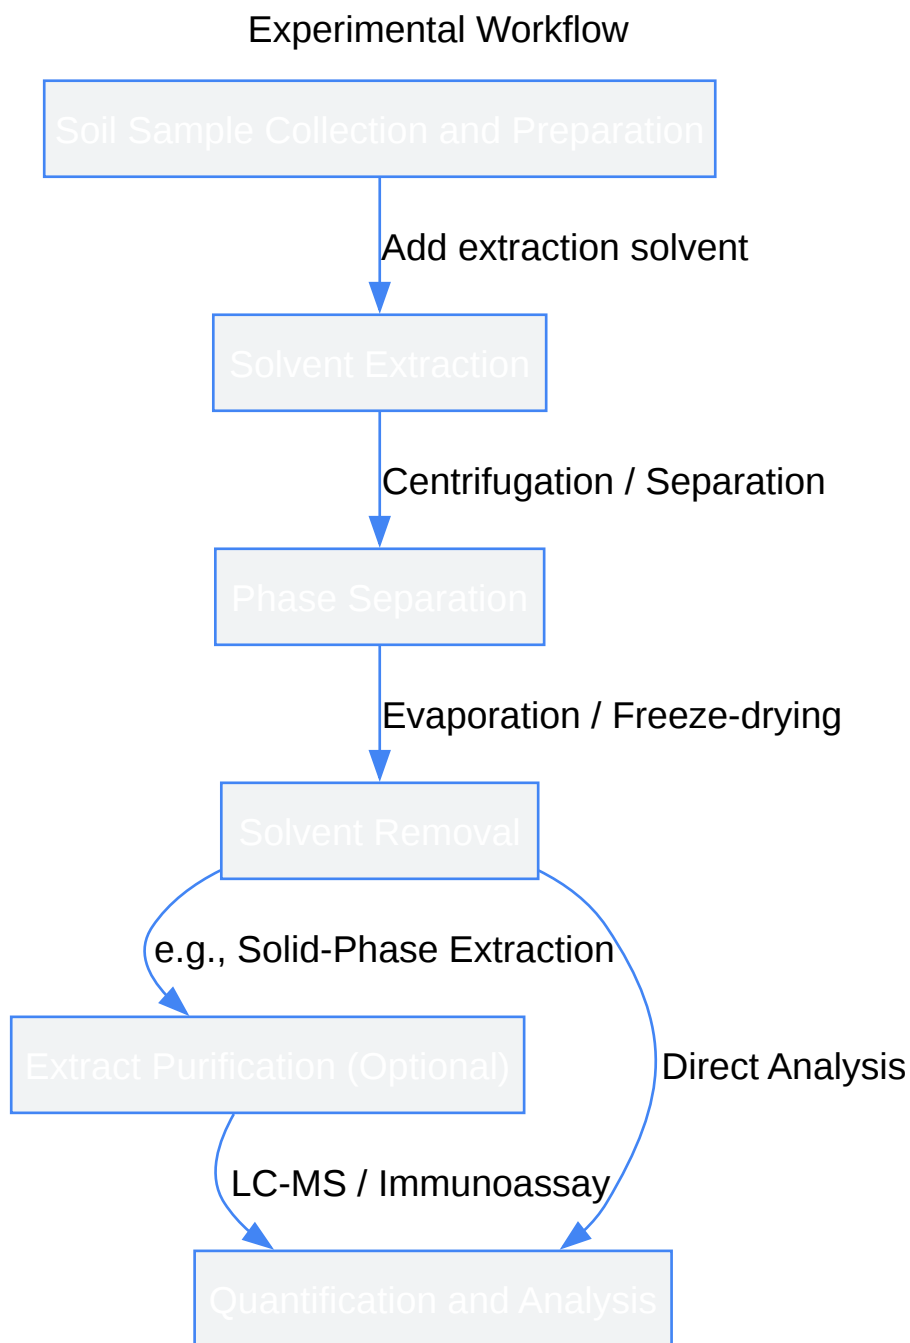 Experimental Workflow
Soil Sample Collection and Preparation
Add extraction solvent
Solvent Extraction
Centrifugation / Separation
Phase Separation
Evaporation / Freeze-drying
Solvent Removal
e.g., Solid-Phase Extraction
Extract Purification (Optional)
Direct Analysis
LC-MS / Immunoassay
Quantification and Analysis